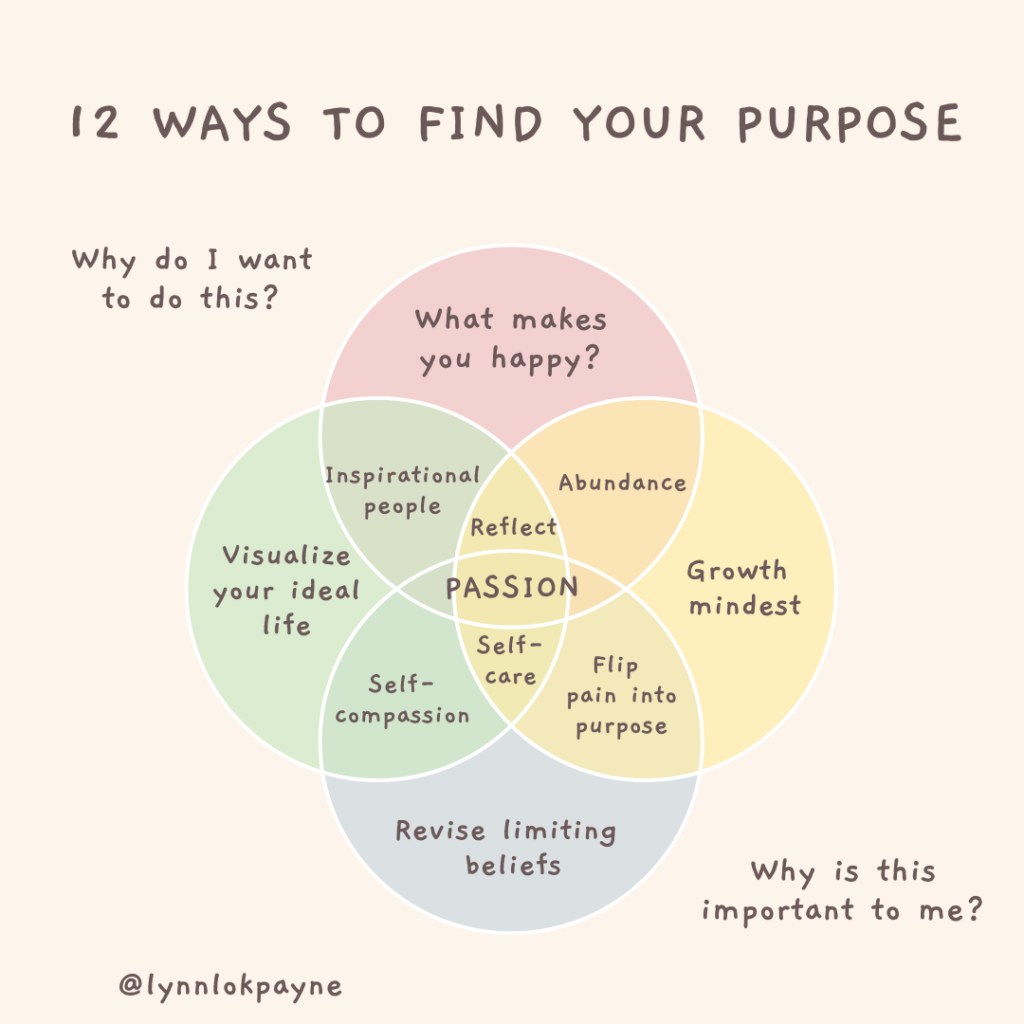 12 WAYS TO FIND YOUR PURPOSE
Why do I want
to do this?
What makes
you happy?
Inspirational
people
Abundance
Reflect
Visualize
your ideal
life
PASSION
Growth
mindest
Self-
care
Self-
compassion
Flip
pain into
purpose
Revise limiting
beliefs
Why is this
important to me?
@lynnlokpayne